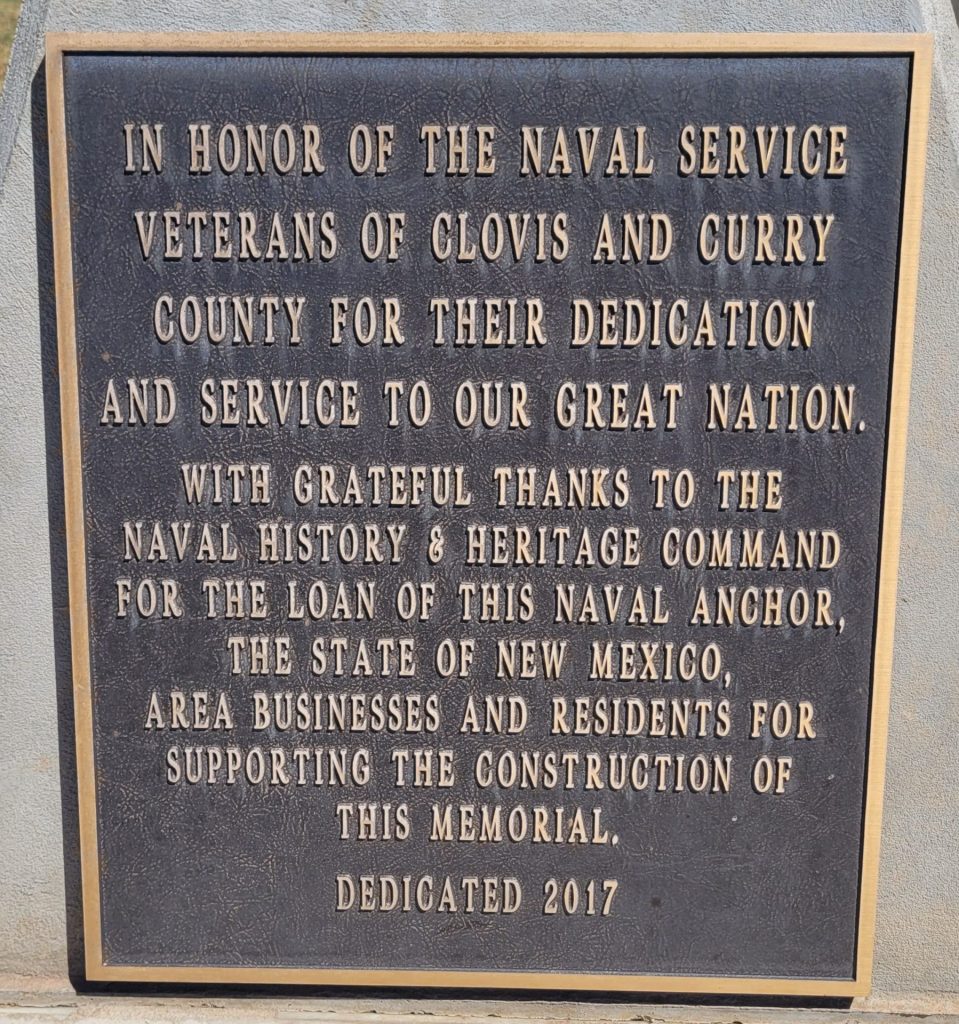 IN HONOR OF THE NAVAL SERVICE
VETERANS OF CLOVIS AND CURRY
COUNTY FOR THEIR DEDICATION
AND SERVICE TO OUR GREAT NATION.
WITH GRATEFUL THANKS TO THE
NAVAL HISTORY & HERITAGE COMMAND
FOR THE LOAN OF THIS NAVAL ANCHOR,
THE STATE OF NEW MEXICO,
AREA BUSINESSES AND RESIDENTS FOR
SUPPORTING THE CONSTRUCTION OF
THIS MEMORIAL.
DEDICATED 2017